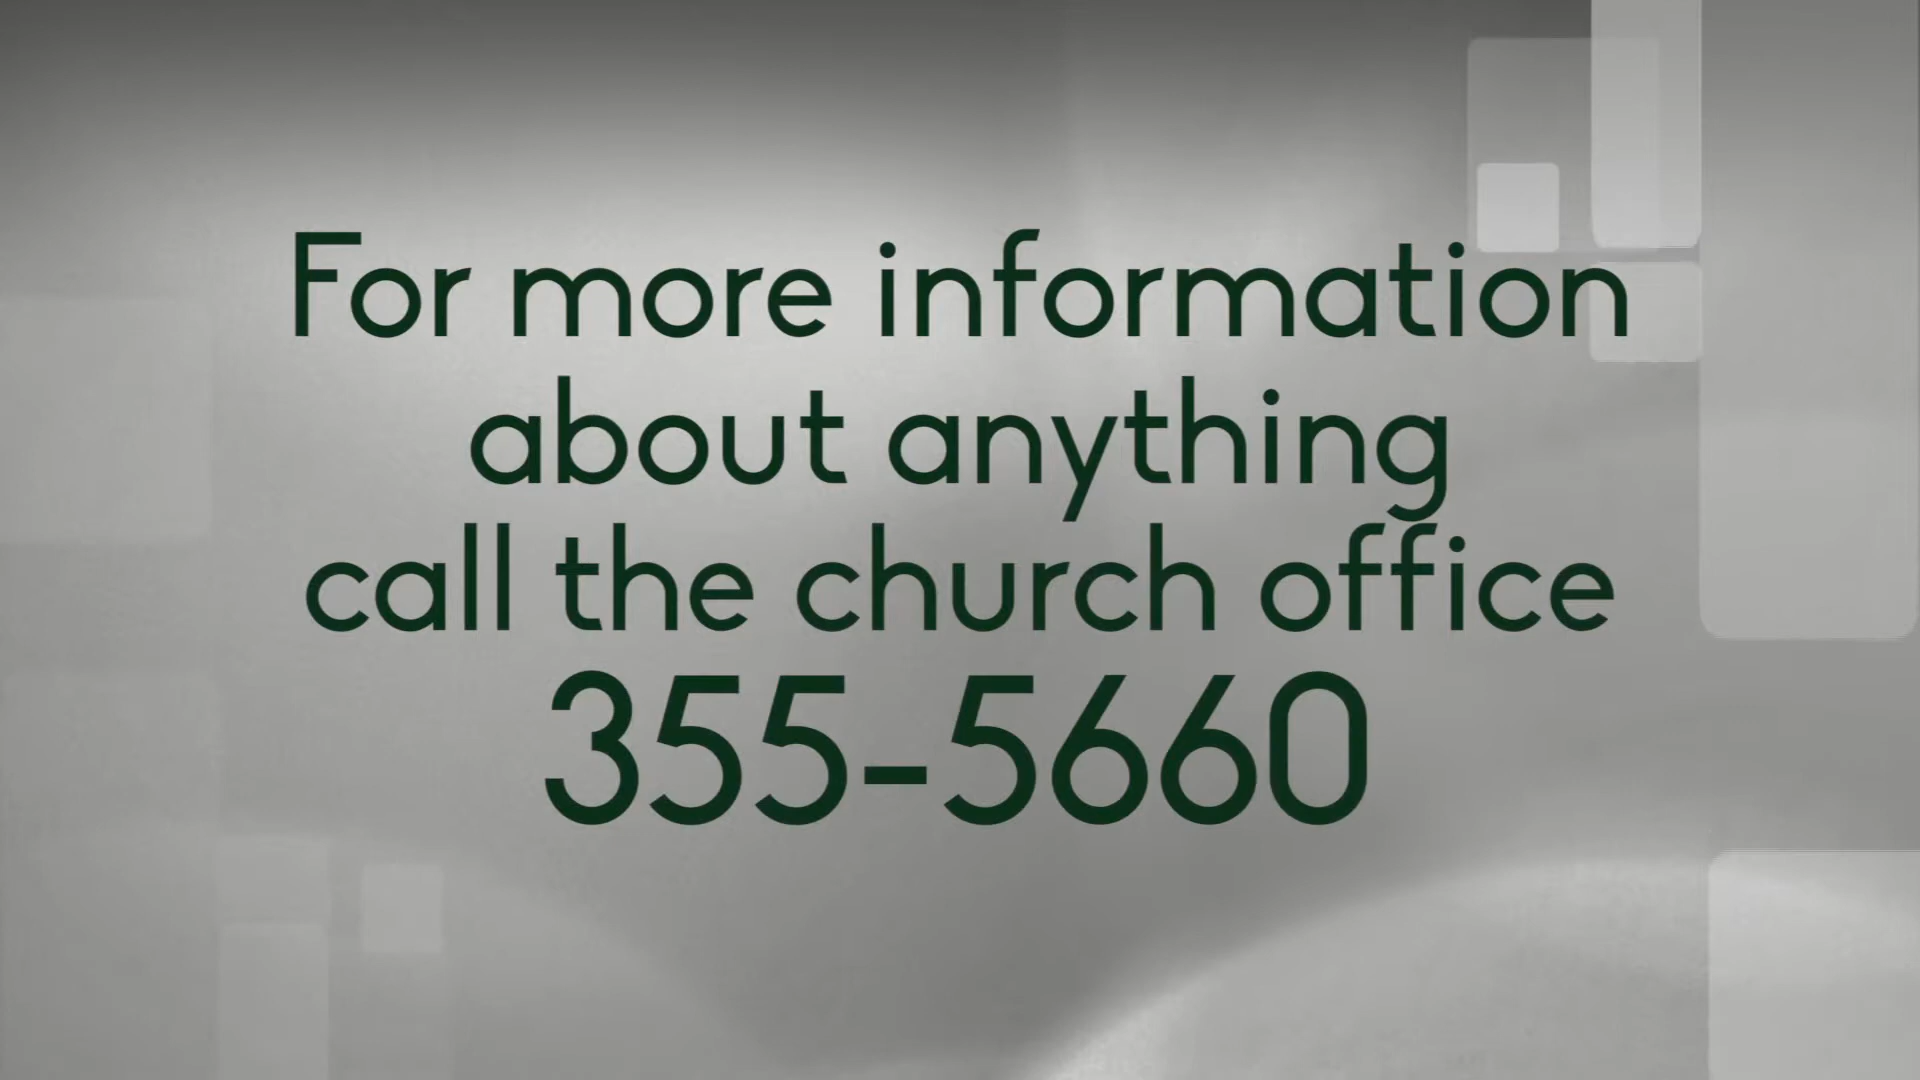 For more information
about anything
call the church office
355-5660